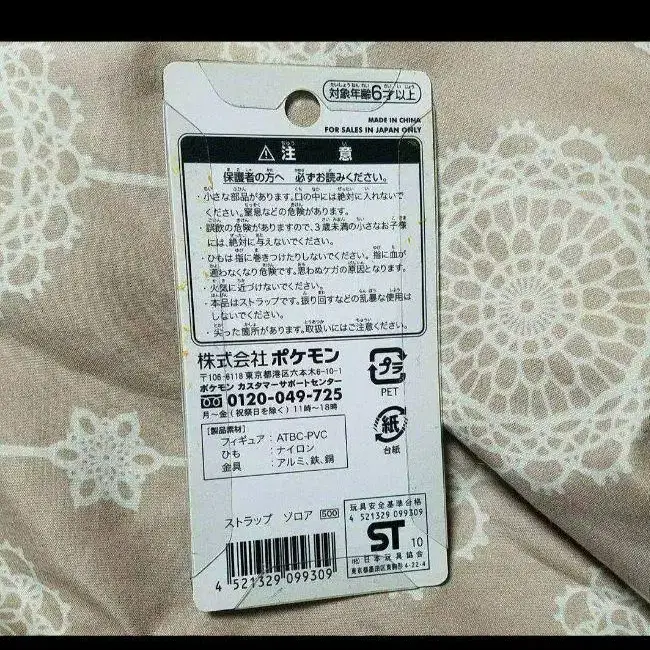 対象年齢6才以上
MADE IN CHINA
FOR SALES IN JAPAN ONLY
⚠注 意
保護者の方へ 必ずお読みください。
・小さな部品があります。口の中には絶対に入れないで
ください。窒息などの危険があります。
・誤飲の危険がありますので、3歳未満の小さなお子様
には、絶対に与えないでください。
・ひもは指に巻きつけたりしないでください。指に血が
通わなくなり危険です。思わぬケガの原因となります。
・火気に近づけないでください。
・本品はストラップです。振り回すなどの乱暴な使用は
しないでください。
・尖った箇所があります。取扱いにはご注意ください。
株式会社 ポケモン
〒106-6118 東京都港区六本木6-10-1
ポケモン カスタマーサポートセンター
0120-049-725
月～金(祝祭日を除く)11時～18時
プラ
PET
紙
台紙
[製品素材]
フィギュア:ATBC-PVC
ひも:ナイロン
金具:アルミ、鉄、銅
ストラップ ゾロア 500
4 521329 099309
玩具安全基準合格
4 521329 099309
ST 10
(社)日本玩具協会
東京都墨田区東駒形4-22-4